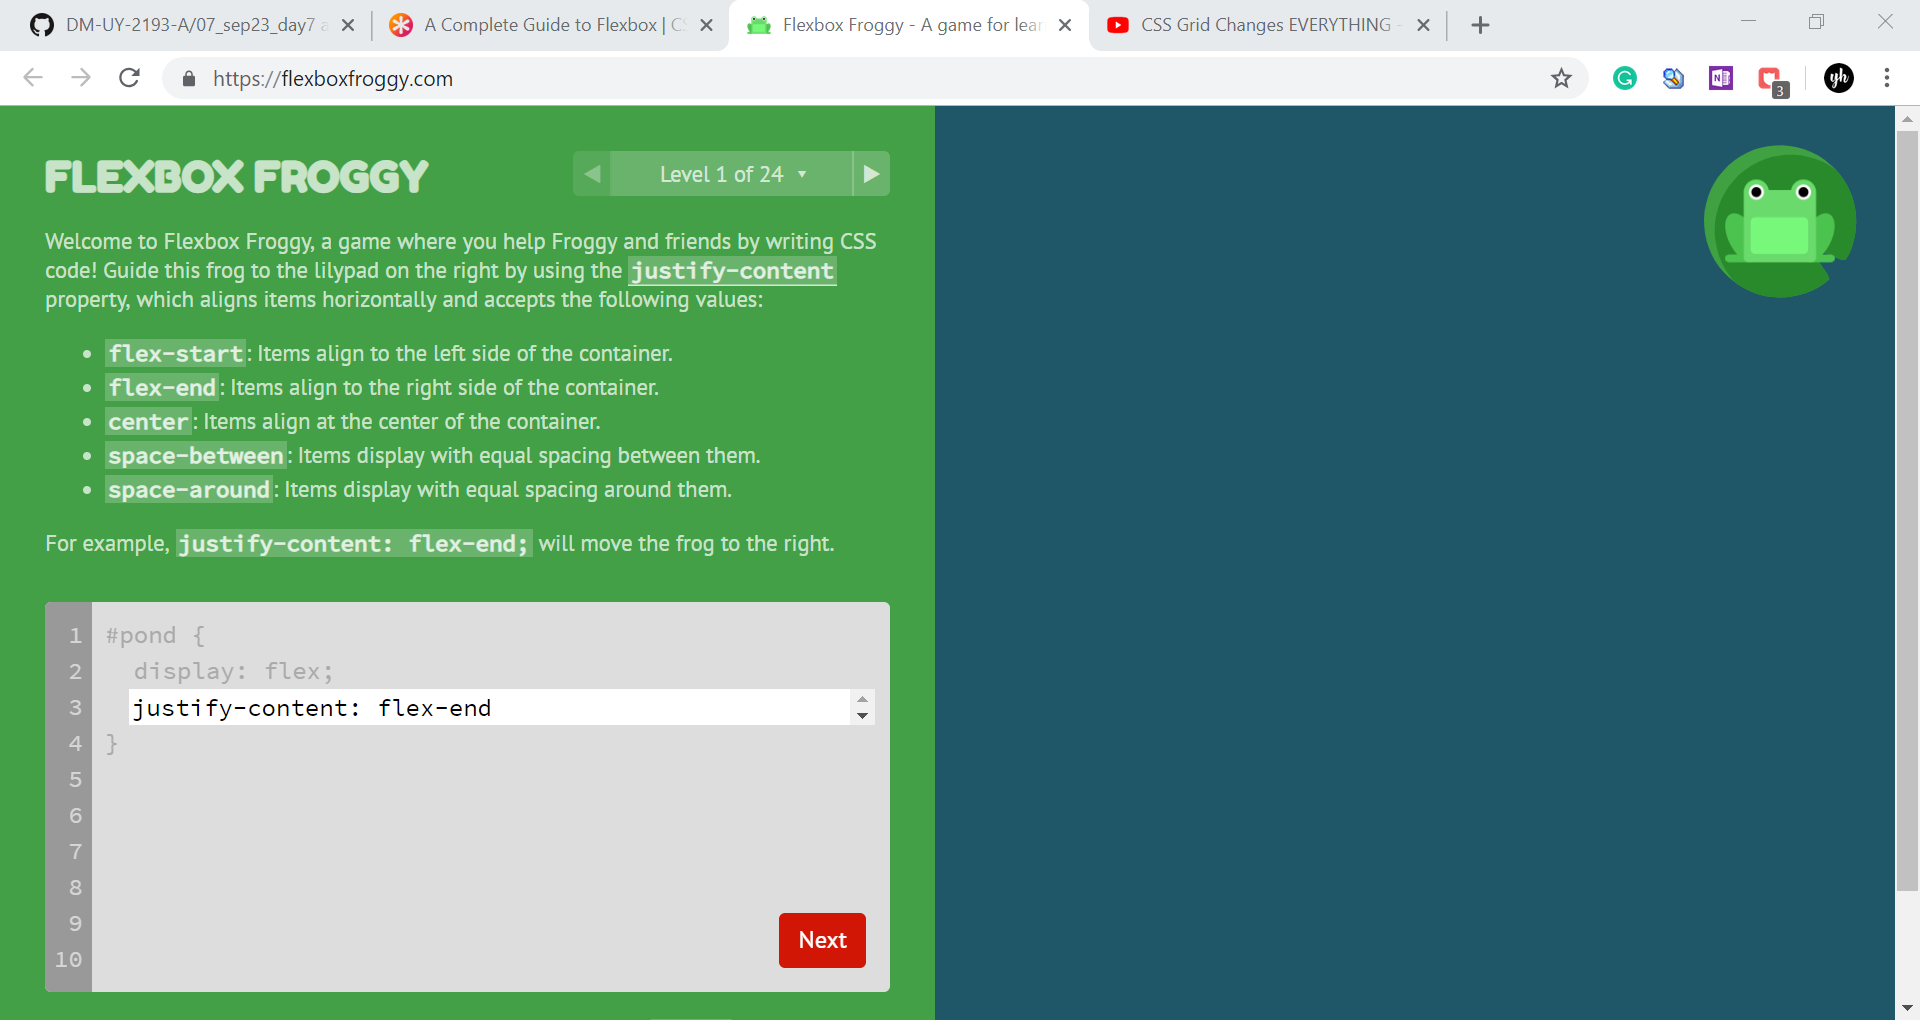 DM-UY-2193-A/07_sep23_day7
A Complete Guide to Flexbox | CS
Flexbox Froggy - A game for lear
CSS Grid Changes EVERYTHING -
https://flexboxfroggy.com
N
3
yh
FLEXBOX FROGGY
Level 1 of 24
Welcome to Flexbox Froggy, a game where you help Froggy and friends by writing CSS
code! Guide this frog to the lilypad on the right by using the justify-content
property, which aligns items horizontally and accepts the following values:
• flex-start: Items align to the left side of the container.
• flex-end: Items align to the right side of the container.
• center: Items align at the center of the container.
• space-between: Items display with equal spacing between them.
• space-around: Items display with equal spacing around them.
For example, justify-content: flex-end; will move the frog to the right.
1 #pond {
2 display: flex;
3 justify-content: flex-end
4 }
5
6
7
8
9
10
Next